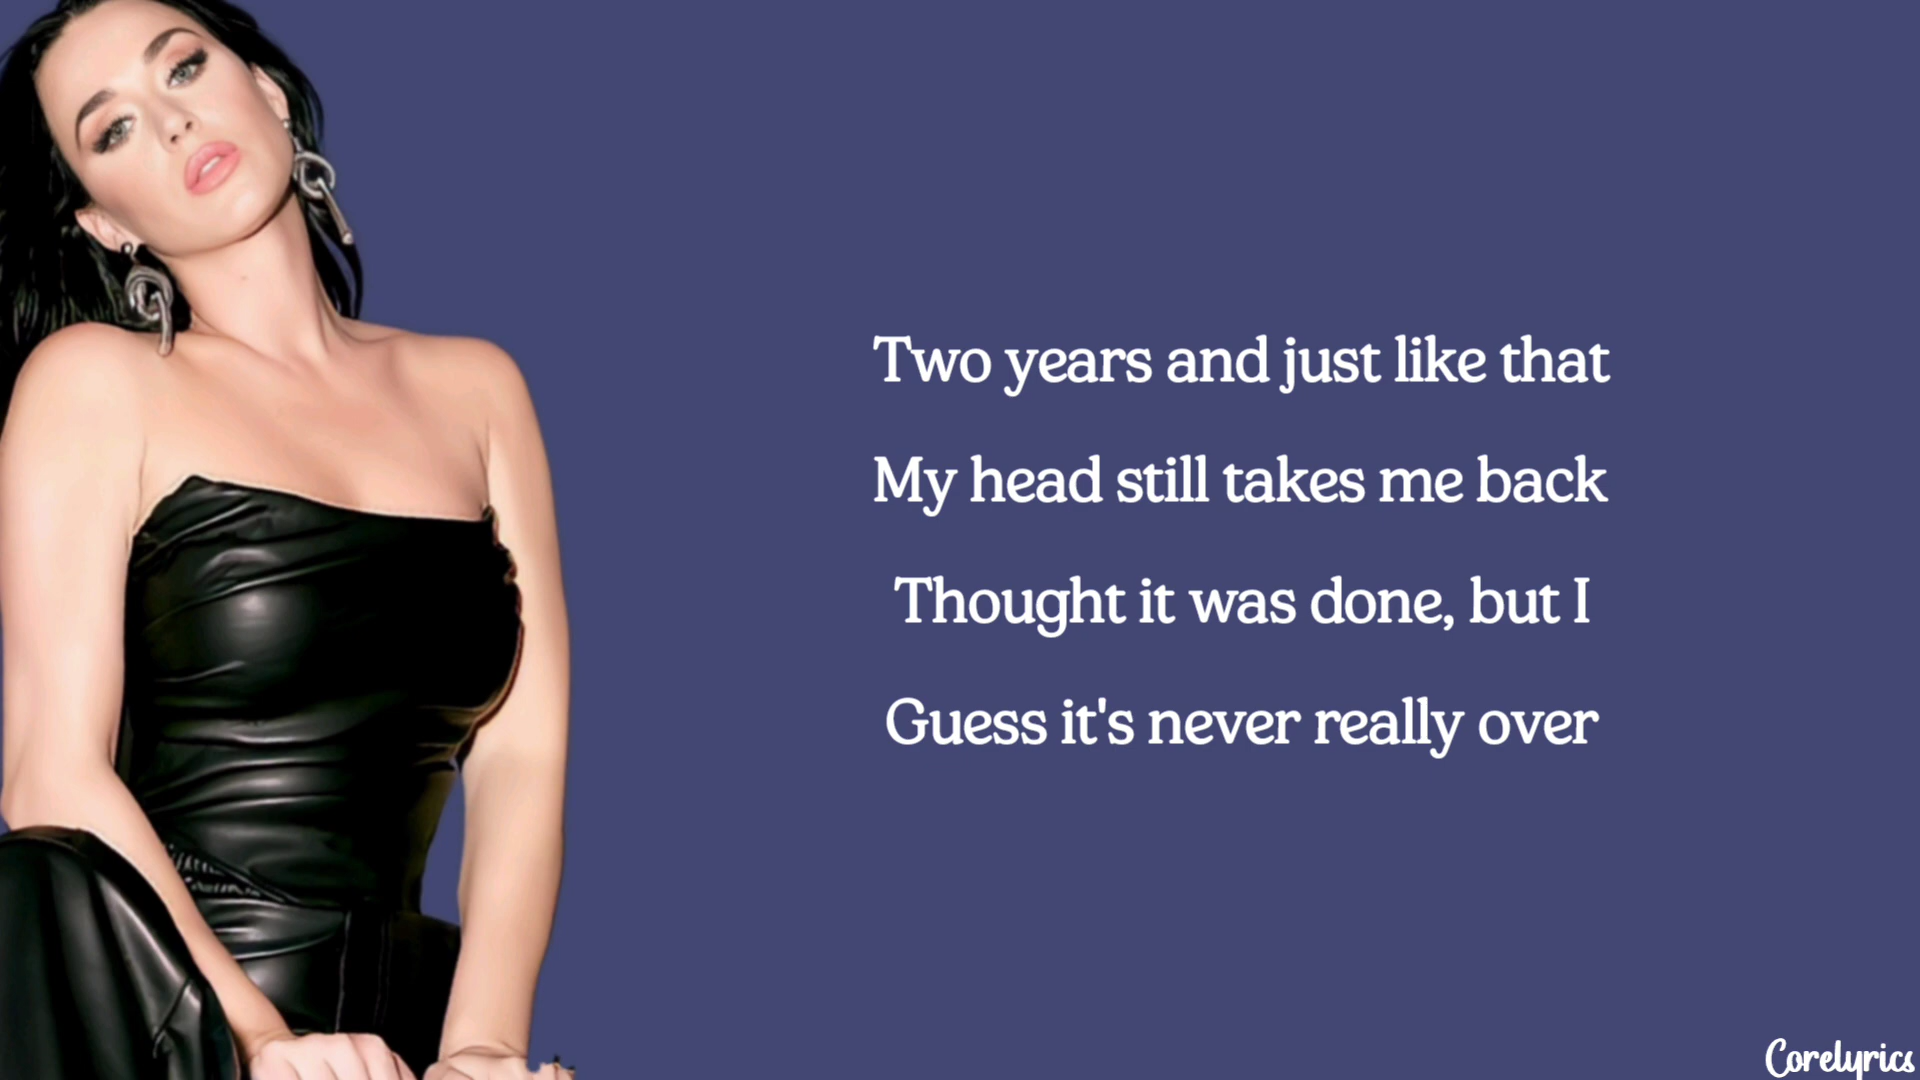 Two years and just like that
My head still takes me back
Thought it was done, but I
Guess it's never really over
Corelyrics